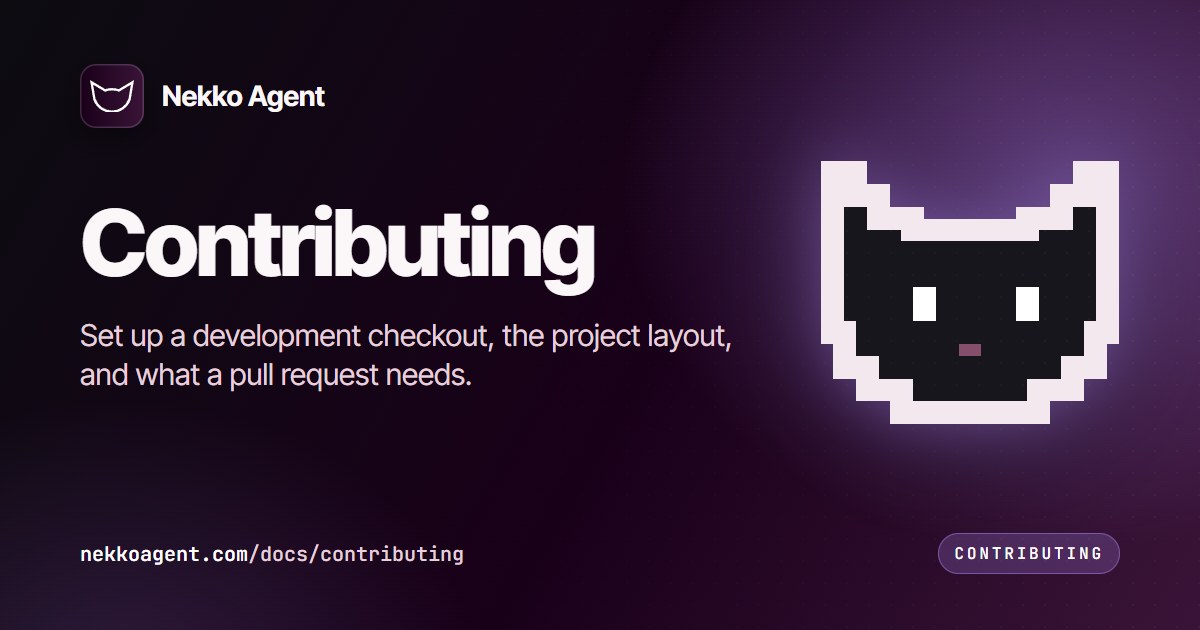 Nekko Agent
Contributing
Set up a development checkout, the project layout,
and what a pull request needs.
nekkoagent.com/docs/contributing
CONTRIBUTING